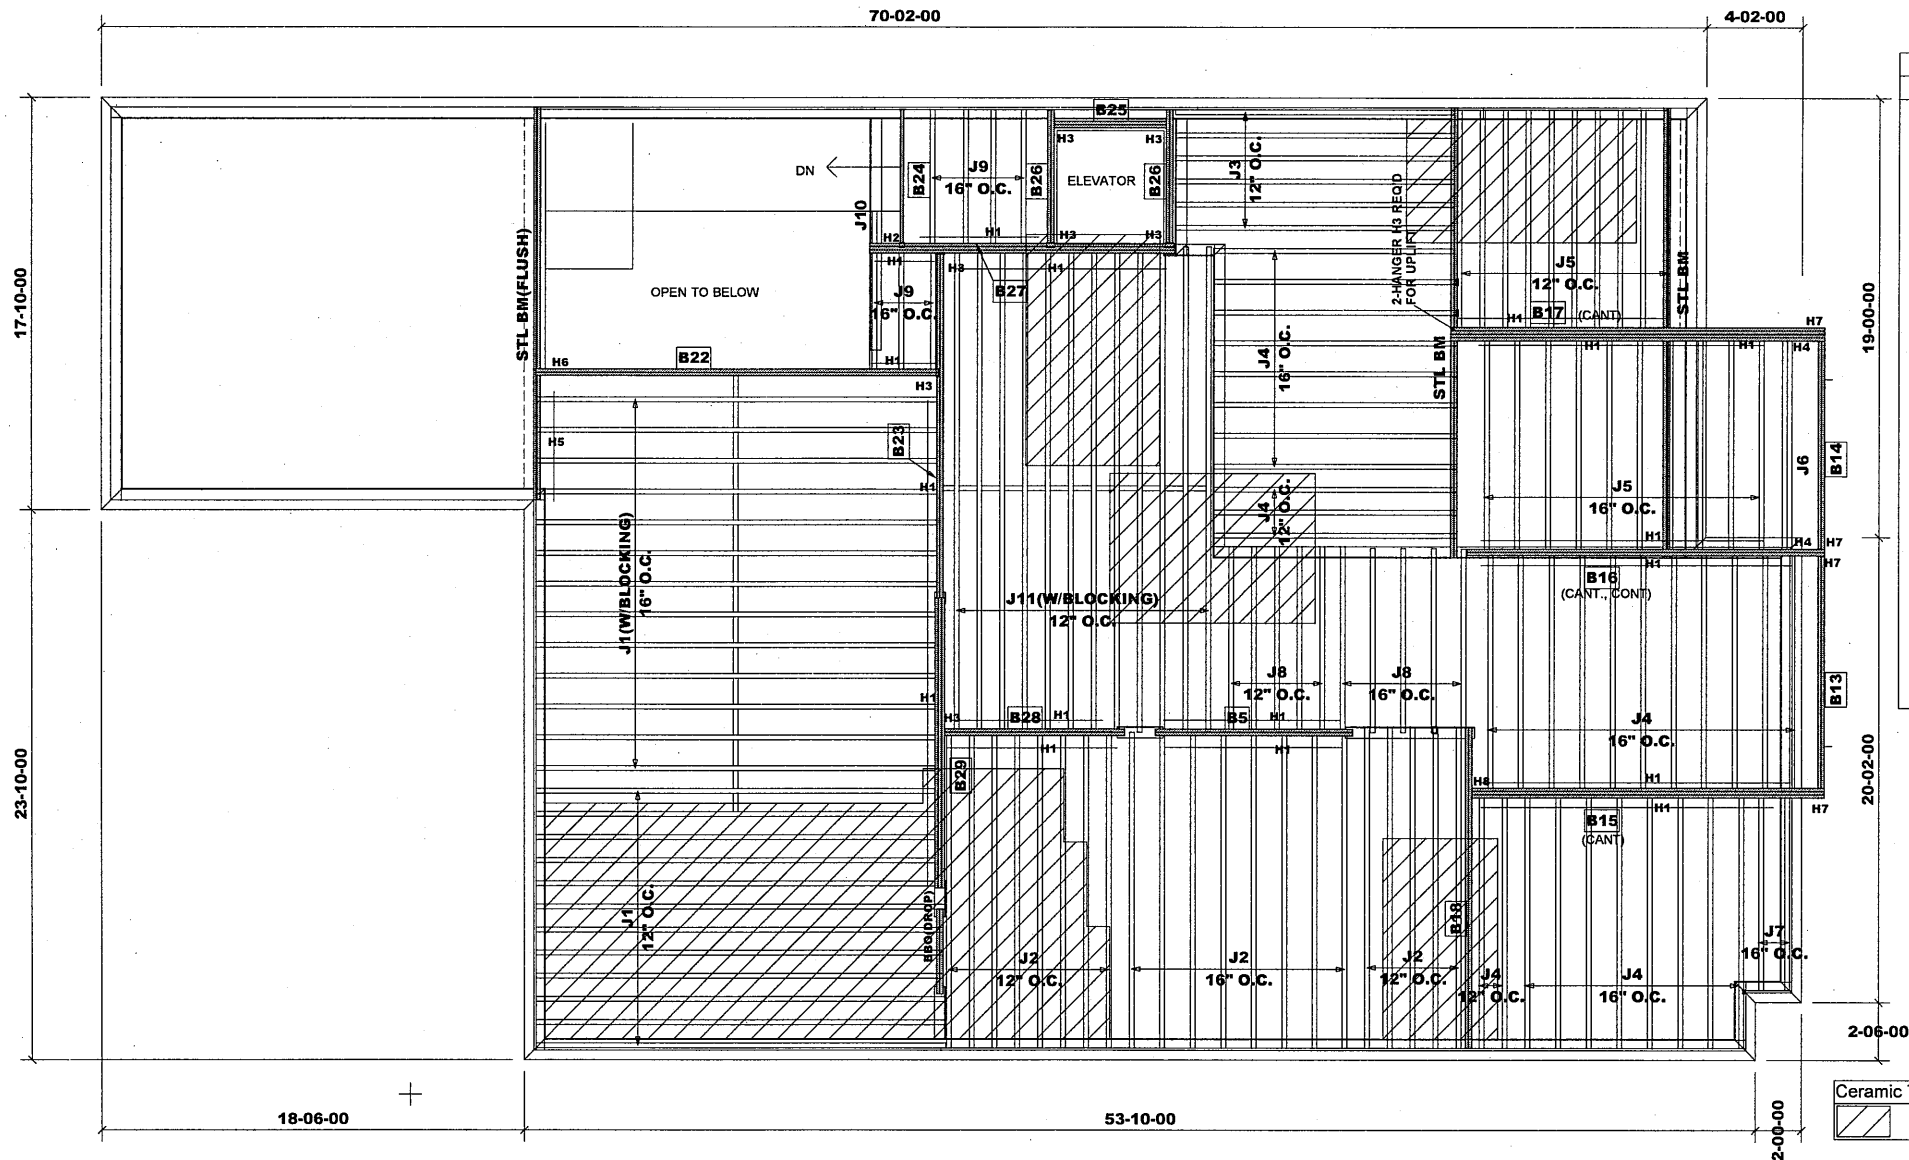 70-02-00
4-02-00
B25
H3
H3
J9
16" O.C.
B24
B26
ELEVATOR
B26
DN
J3
12" O.C.
2-HANGER H3 REQ'D
FOR UPLIFT
J10
H2
H1
H3
H3
STL BM(FLUSH)
17-10-00
J5
12" O.C.
STL BM
H1
H3
H1
B27
OPEN TO BELOW
J9
16" O.C.
H1
B17
(CANT)
H7
19-00-00
B22
H6
H1
H3
J4
16" O.C.
STL BM
H1
H1
H4
B23
H5
H1
J6
B14
J5
16" O.C.
J4
12" O.C.
H1
H4
H7
H1
H7
B16
(CANT., CONT)
J1(W/BLOCKING)
16" O.C.
J11(W/BLOCKING)
12" O.C.
J8
12" O.C.
J8
16" O.C.
H1
H3
B28
H1
B5
H1
B13
J4
16" O.C.
H1
H1
B29
H8
H1
H1
H7
B15
(CANT)
23-10-00
20-02-00
J1
12" O.C.
BBO(DROP)
B18
J2
12" O.C.
J2
16" O.C.
J2
12" O.C.
J4
12" O.C.
J4
16" O.C.
J7
16" O.C.
2-06-00
18-06-00
53-10-00
2-00-00
Ceramic